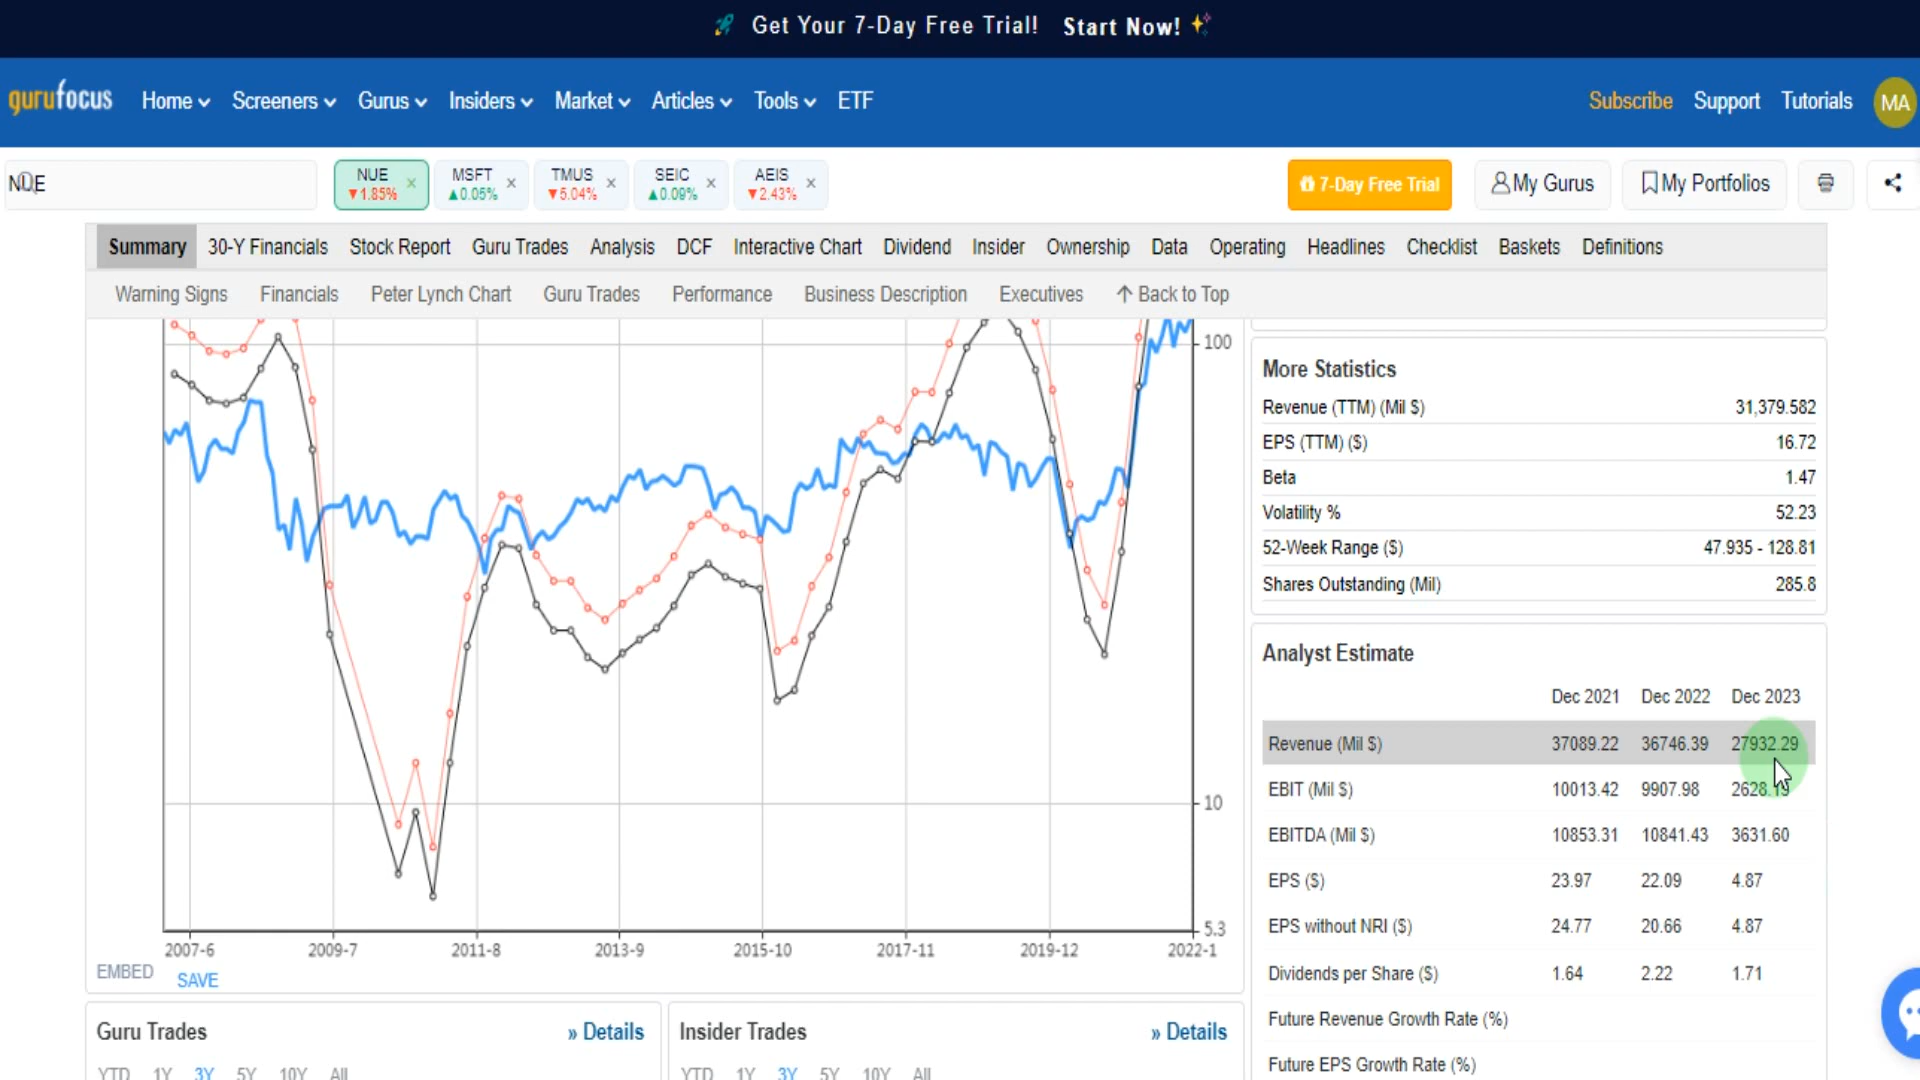 Get Your 7-Day Free Trial! Start Now!
gurufocus Home Screeners Gurus Insiders Market Articles Tools ETF Subscribe Support Tutorials MA
NUE
NUE × MSFT × TMUS × SEIC × AEIS ×
▼1.85% ▲0.05% ▼5.04% ▲0.09% ▼2.43%
7-Day Free Trial My Gurus My Portfolios
Summary 30-Y Financials Stock Report Guru Trades Analysis DCF Interactive Chart Dividend Insider Ownership Data Operating Headlines Checklist Baskets Definitions
Warning Signs Financials Peter Lynch Chart Guru Trades Performance Business Description Executives ↑ Back to Top
100
10
5.3
2007-6 2009-7 2011-8 2013-9 2015-10 2017-11 2019-12 2022-1
EMBED SAVE
More Statistics
Revenue (TTM) (Mil $) 31,379.582
EPS (TTM) ($) 16.72
Beta 1.47
Volatility % 52.23
52-Week Range ($) 47.935 - 128.81
Shares Outstanding (Mil) 285.8
Analyst Estimate
Dec 2021 Dec 2022 Dec 2023
Revenue (Mil $) 37089.22 36746.39 27932.29
EBIT (Mil $) 10013.42 9907.98 2628.19
EBITDA (Mil $) 10853.31 10841.43 3631.60
EPS ($) 23.97 22.09 4.87
EPS without NRI ($) 24.77 20.66 4.87
Dividends per Share ($) 1.64 2.22 1.71
Future Revenue Growth Rate (%)
Future EPS Growth Rate (%)
Guru Trades » Details
YTD 1Y 3Y 5Y 10Y All
Insider Trades » Details
YTD 1Y 3Y 5Y 10Y All